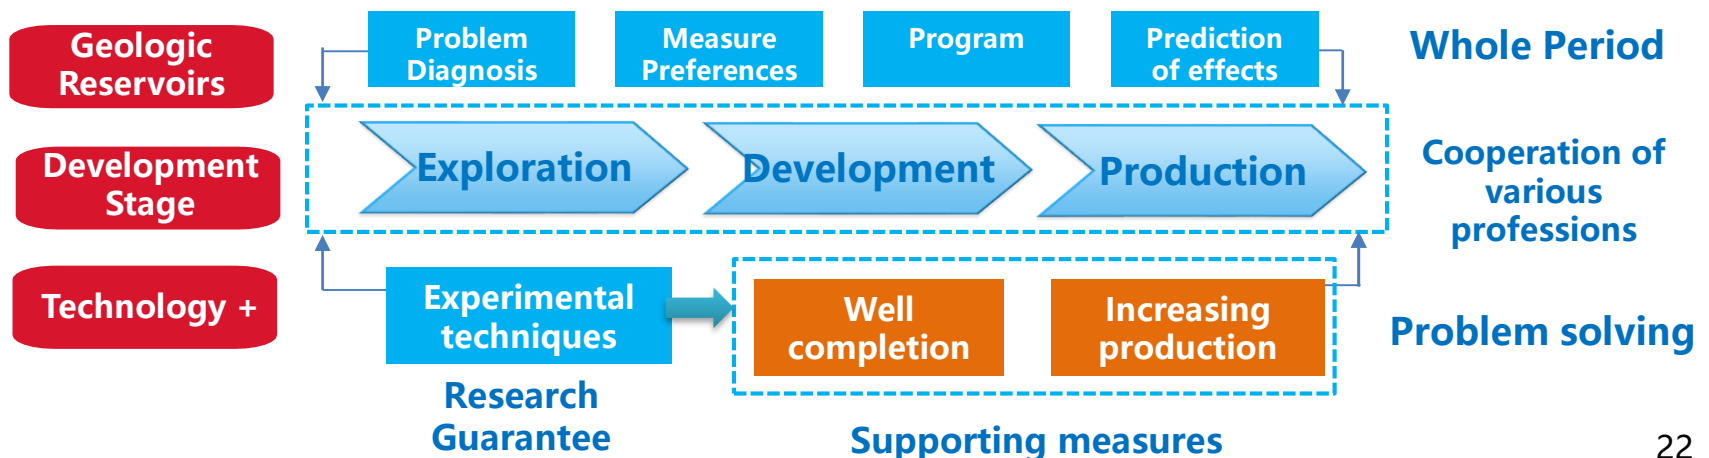 Geologic
Reservoirs
Problem
Diagnosis
Measure
Preferences
Program
Prediction
of effects
Whole Period
Development
Stage
Exploration
Development
Production
Cooperation of
various
professions
Technology +
Experimental
techniques
Well
completion
Increasing
production
Problem solving
Research
Guarantee
Supporting measures
22